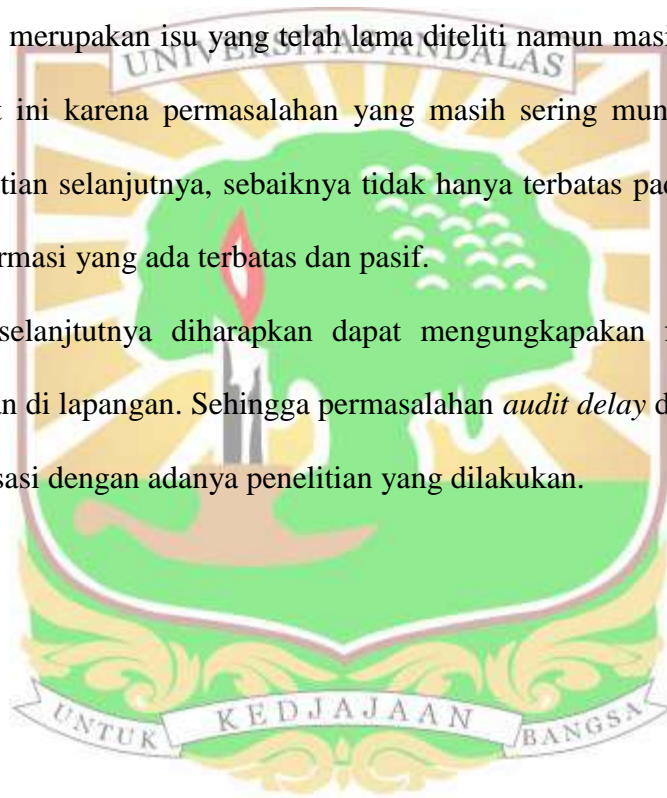 merupakan isu yang telah lama diteliti namun masi
UNIVERSITAS ANDALAS
ini karena permasalahan yang masih sering mun
tian selanjutnya, sebaiknya tidak hanya terbatas pad
rmasi yang ada terbatas dan pasif.
selanjtutnya diharapkan dapat mengungkapakan
an di lapangan. Sehingga permasalahan audit delay d
sasi dengan adanya penelitian yang dilakukan.
UNTUK KEDJAJAAN BANGSA